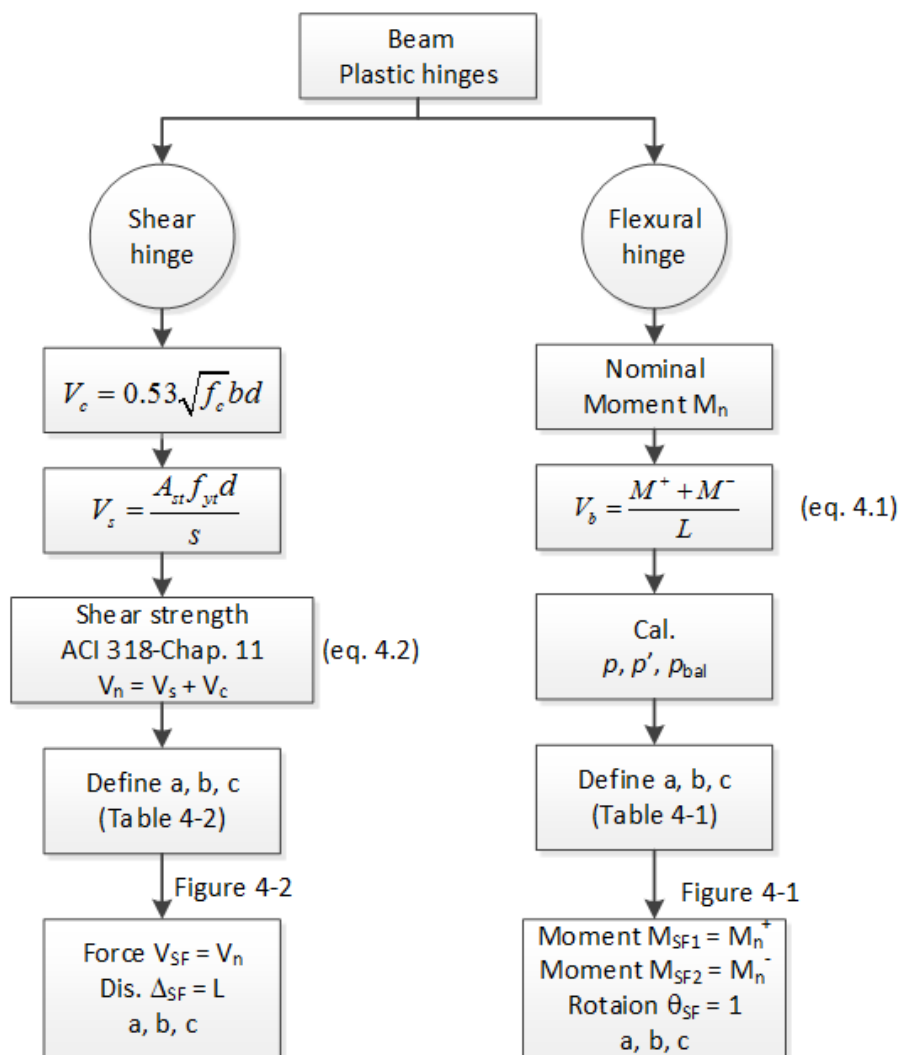 Beam
Plastic hinges
Shear
hinge
V_c = 0.53√f_c bd
V_s = A_st f_yt d / s
Shear strength
ACI 318-Chap. 11
V_n = V_s + V_c
(eq. 4.2)
Define a, b, c
(Table 4-2)
Figure 4-2
Force V_SF = V_n
Dis. Δ_SF = L
a, b, c
Flexural
hinge
Nominal
Moment M_n
V_b = M⁺ + M⁻ / L
(eq. 4.1)
Cal.
p, p', p_bal
Define a, b, c
(Table 4-1)
Figure 4-1
Moment M_SF1 = M_n⁺
Moment M_SF2 = M_n⁻
Rotaion θ_SF = 1
a, b, c